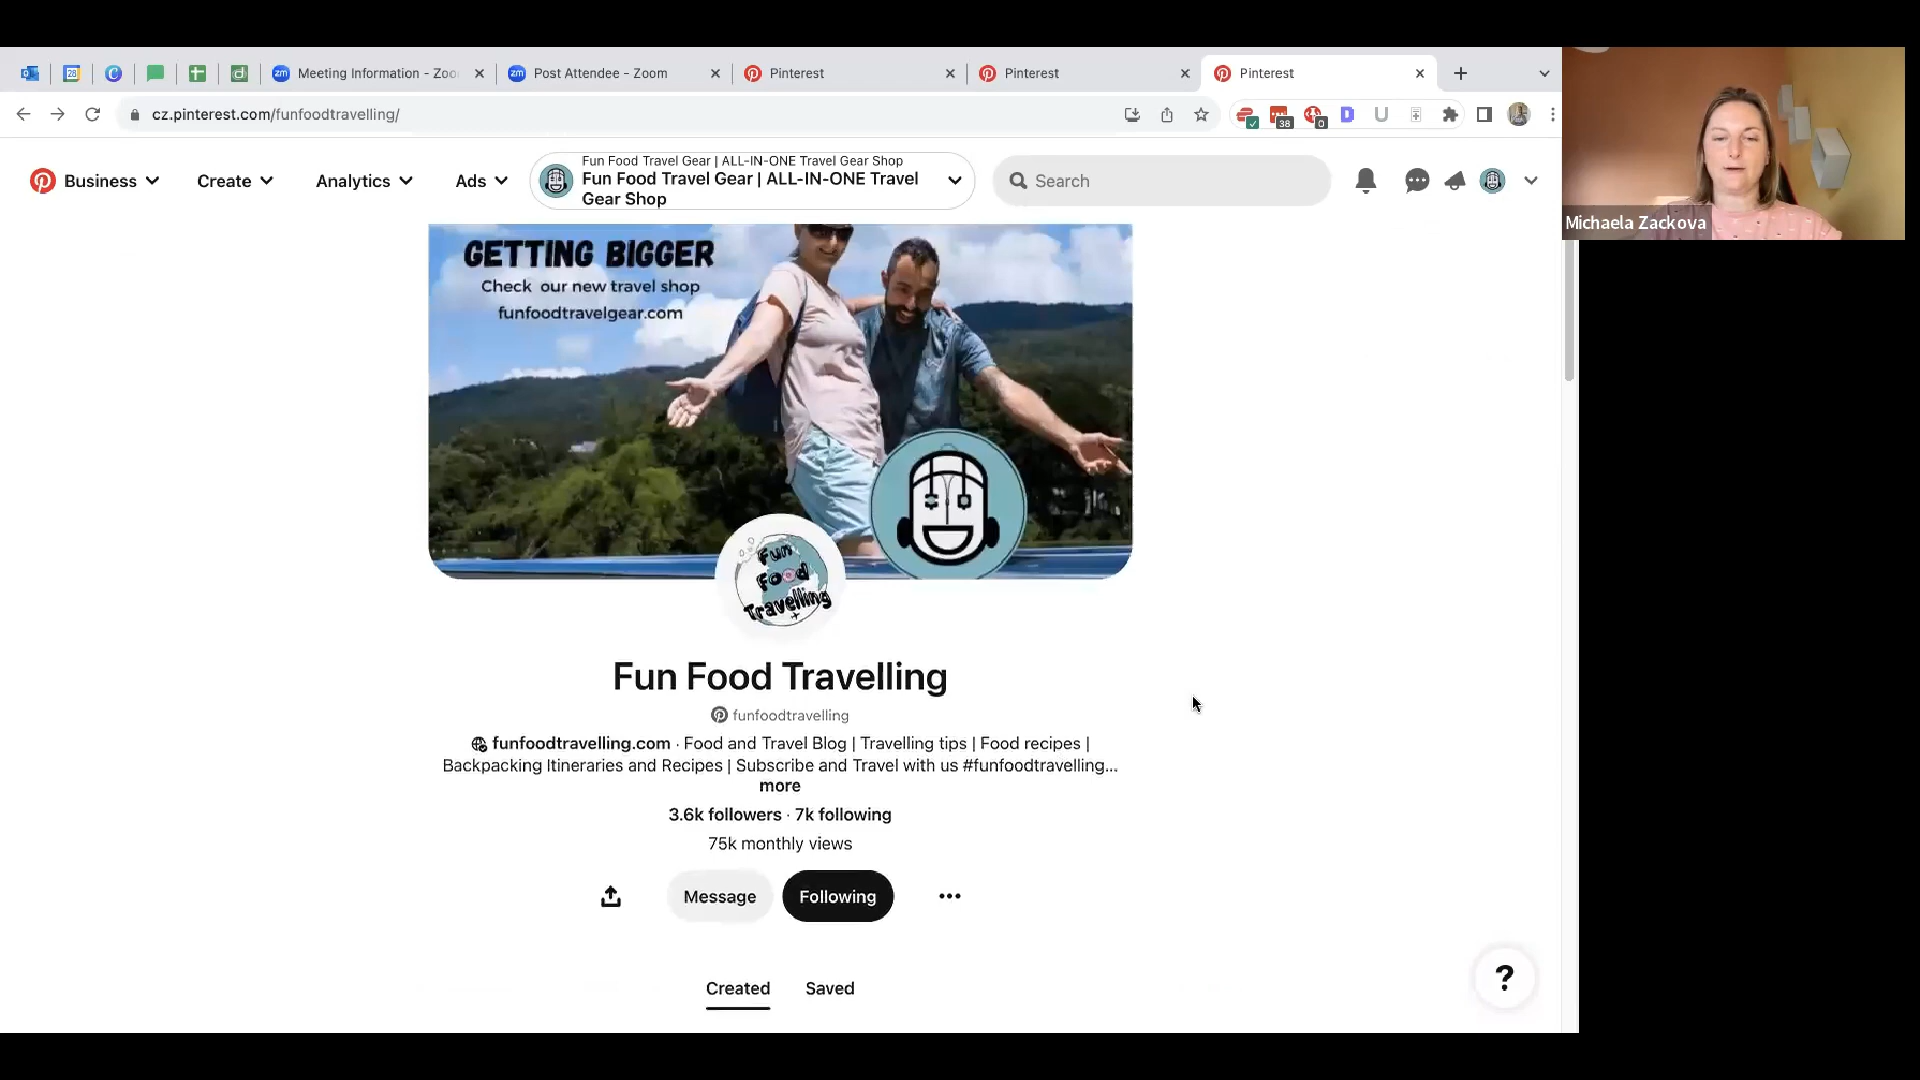 Meeting Information - Zoo
Post Attendee - Zoom
Pinterest
Pinterest
Pinterest
cz.pinterest.com/funfoodtravelling/
38
0
Business
Create
Analytics
Ads
Fun Food Travel Gear | ALL-IN-ONE Travel Gear Shop
Fun Food Travel Gear | ALL-IN-ONE Travel
Gear Shop
Search
Michaela Zackova
GETTING BIGGER
Check our new travel shop
funfoodtravelgear.com
Fun
Food
Travelling
Fun Food Travelling
funfoodtravelling
funfoodtravelling.com · Food and Travel Blog | Travelling tips | Food recipes |
Backpacking Itineraries and Recipes | Subscribe and Travel with us #funfoodtravelling...
more
3.6k followers · 7k following
75k monthly views
Message
Following
Created
Saved
?